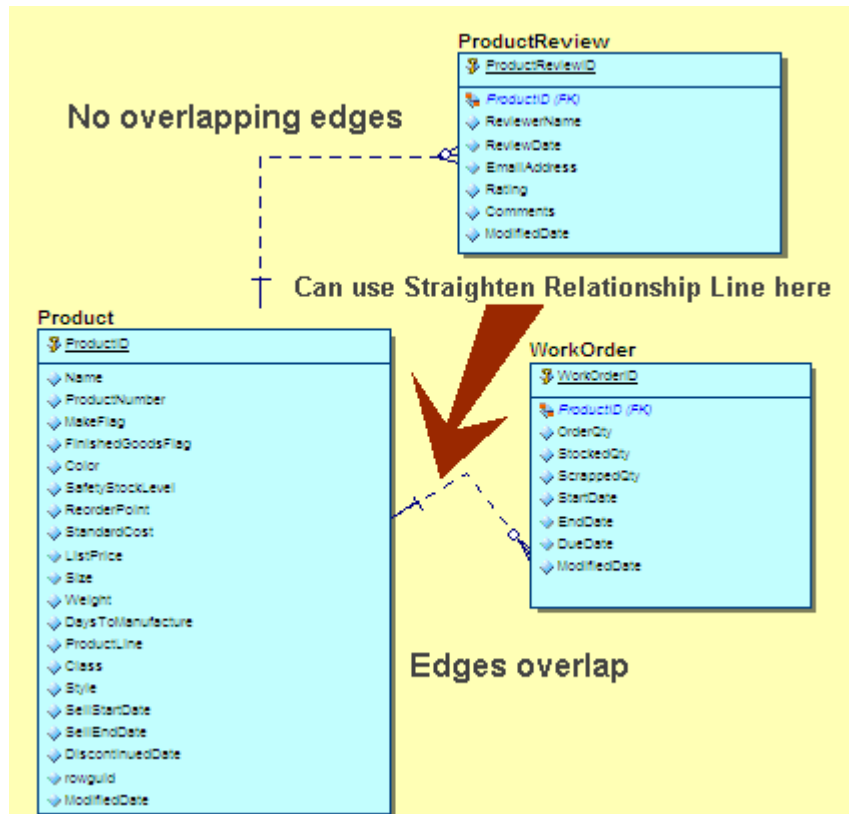 ProductReview
ProductReviewID
ProductID (FK)
ReviewerName
ReviewDate
EmailAddress
Rating
Comments
ModifiedDate
No overlapping edges
Can use Straighten Relationship Line here
Product
ProductID
Name
ProductNumber
MakeFlag
FinishedGoodsFlag
Color
SafetyStockLevel
ReorderPoint
StandardCost
ListPrice
Size
Weight
DaysToManufacture
ProductLine
Class
Style
SellStartDate
SellEndDate
DiscontinuedDate
rowguid
ModifiedDate
WorkOrder
WorkOrderID
ProductID (FK)
OrderQty
StockedQty
ScrappedQty
StartDate
EndDate
DueDate
ModifiedDate
Edges overlap